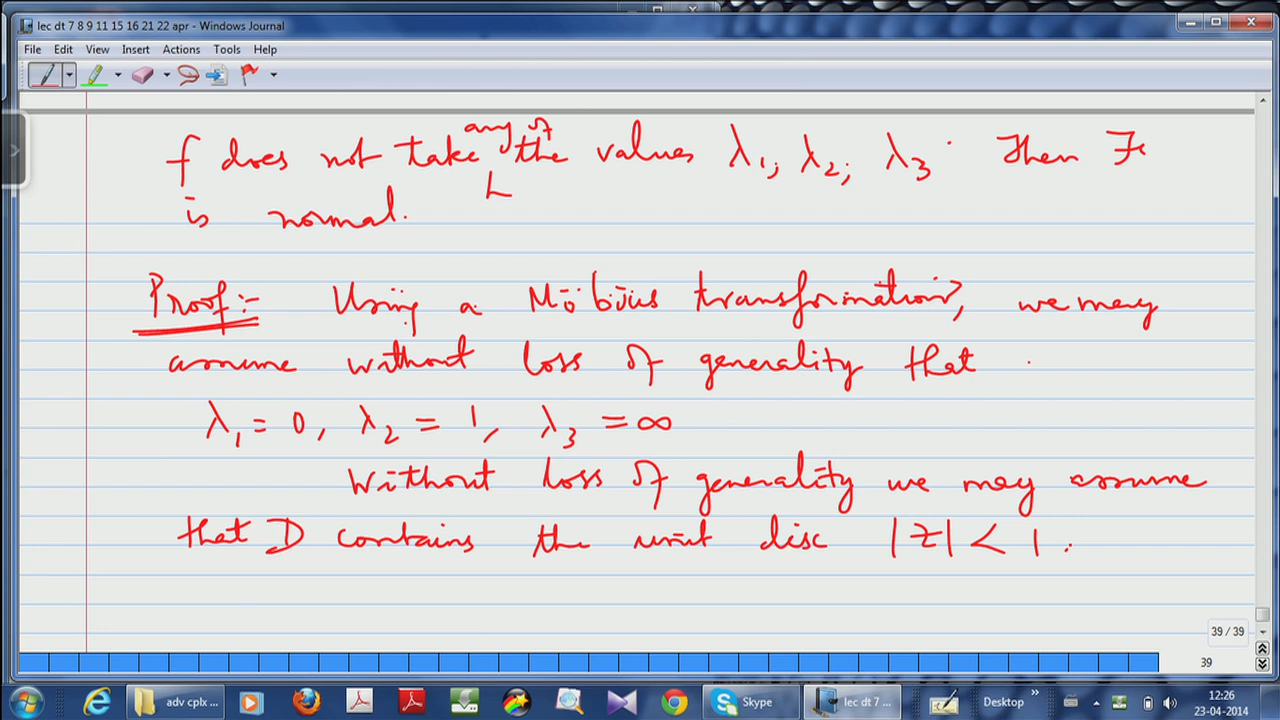 lec dt 7 8 9 11 15 16 21 22 apr - Windows Journal
File Edit View Insert Actions Tools Help
any of
f does not take the values λ₁, λ₂, λ₃. Then ℱ
is normal.
Proof:- Using a Möbius transformation, we may
assume without loss of generality that
λ₁ = 0, λ₂ = 1, λ₃ = ∞
Without loss of generality we may assume
that D contains the unit disc |z| < 1.
39 / 39
39
adv cplx ...
Skype
lec dt 7 ...
Desktop
12:26
23-04-2014